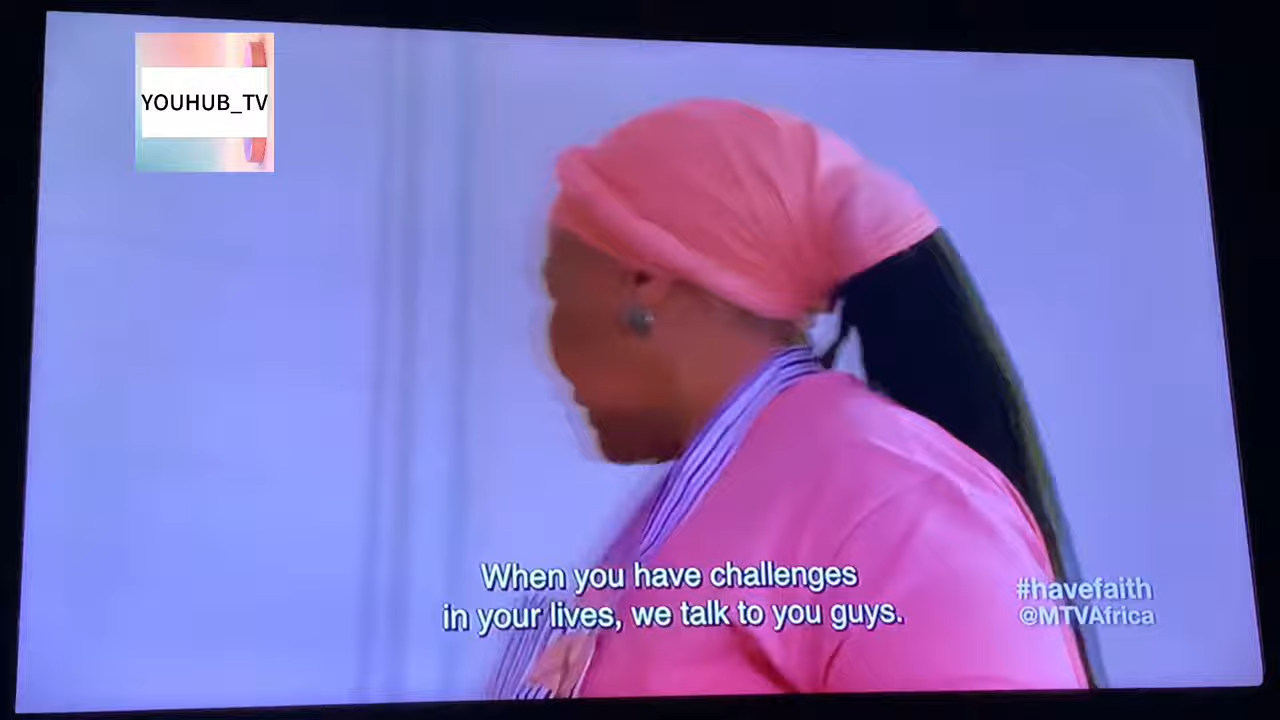 YOUHUB_TV
When you have challenges
in your lives, we talk to you guys.
#havefaith
@MTVAfrica